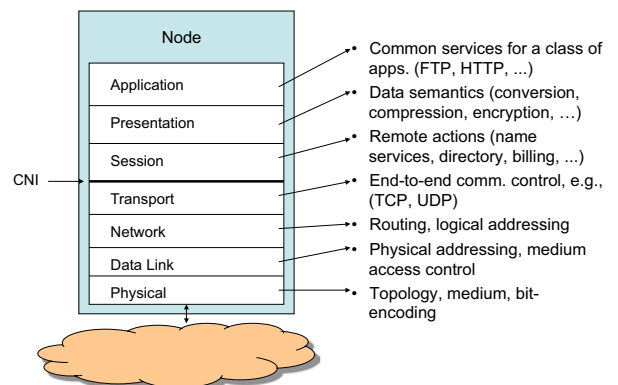 Node
Application
Presentation
Session
CNI
Transport
Network
Data Link
Physical
• Common services for a class of
apps. (FTP, HTTP, ...)
• Data semantics (conversion,
compression, encryption, …)
• Remote actions (name
services, directory, billing, ...)
• End-to-end comm. control, e.g.,
(TCP, UDP)
• Routing, logical addressing
• Physical addressing, medium
access control
• Topology, medium, bit-
encoding